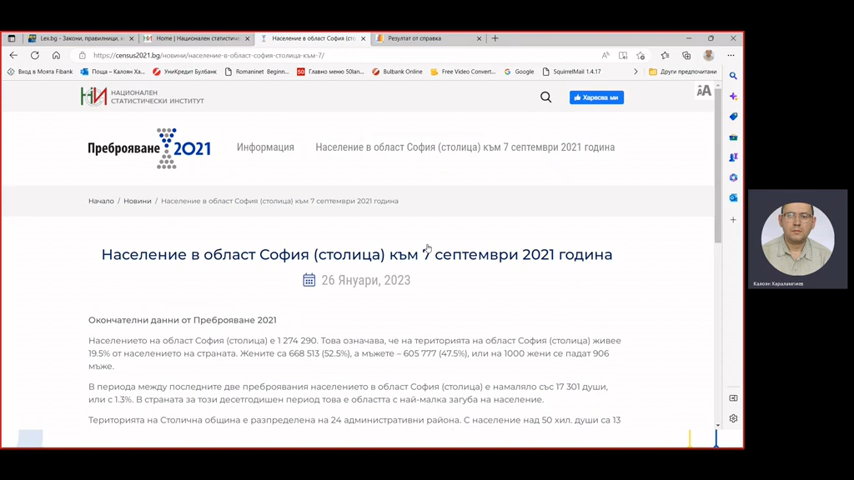 Lex.bg - Закони, правилници, к
Home | Национален статистиче
Население в област София (сто
Резултат от справка
https://census2021.bg/новини/население-в-област-софия-столица-към-7/
Вход в Моята Fibank
Поща – Калоян Ха...
УниКредит Булбанк
Romaninet Beginn...
Главно меню 50lan...
Bulbank Online
Free Video Convert...
Google
SquirrelMail 1.4.17
Други предпочитани
НАЦИОНАЛЕН
СТАТИСТИЧЕСКИ ИНСТИТУТ
Харесва ми
Преброяване 2021
Информация
Население в област София (столица) към 7 септември 2021 година
Начало / Новини / Население в област София (столица) към 7 септември 2021 година
Население в област София (столица) към 7 септември 2021 година
26 Януари, 2023
Окончателни данни от Преброяване 2021
Населението на област София (столица) е 1 274 290. Това означава, че на територията на област София (столица) живее
19.5% от населението на страната. Жените са 668 513 (52.5%), а мъжете – 605 777 (47.5%), или на 1000 жени се падат 906
мъже.
В периода между последните две преброявания населението в област София (столица) е намаляло със 17 301 души,
или с 1.3%. В страната за този десетгодишен период това е областта с най-малка загуба на население.
Територията на Столична община е разпределена на 24 административни района. С население над 50 хил. души са 13